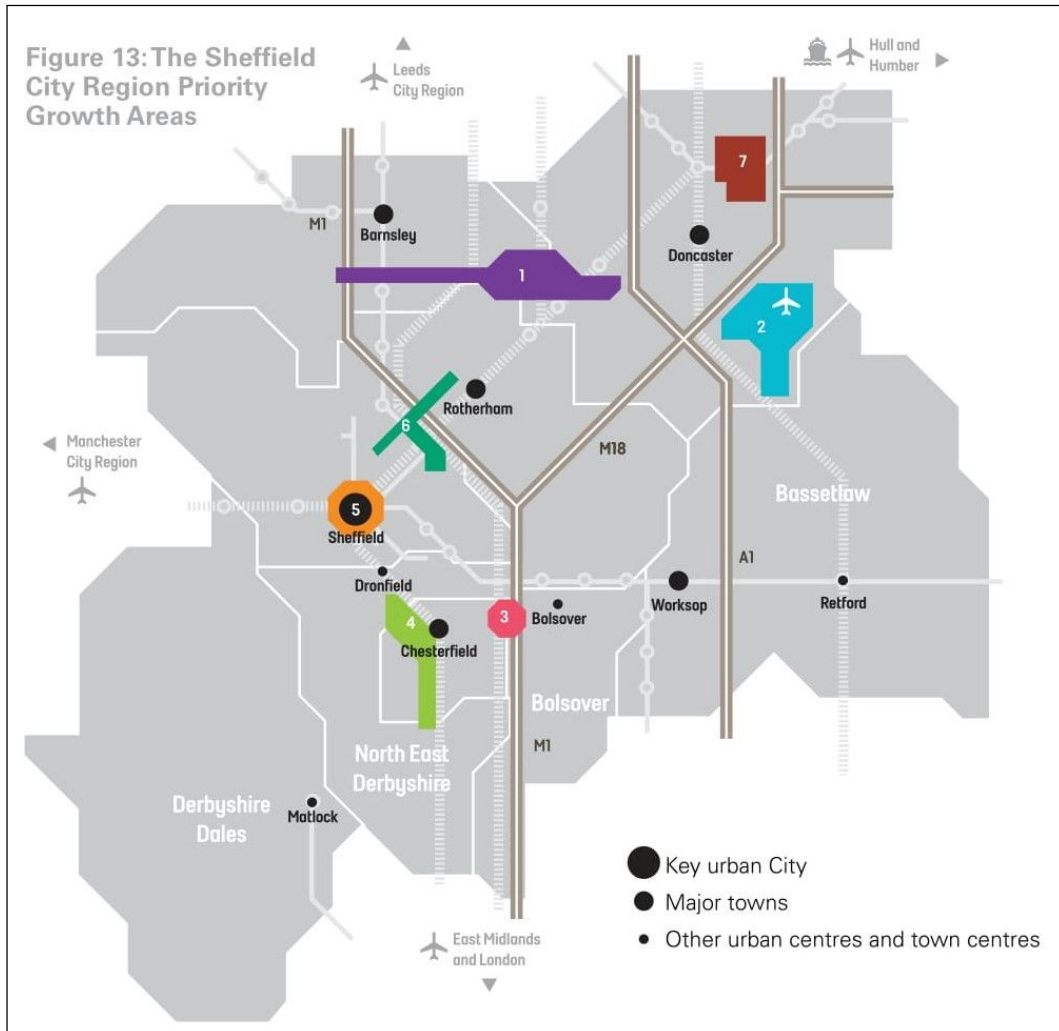 Figure 13: The Sheffield
City Region Priority
Growth Areas
Leeds
City Region
Hull and
Humber
7
M1
Barnsley
Doncaster
1
2
Rotherham
6
Manchester
City Region
M18
Bassetlaw
5
Sheffield
A1
Dronfield
Worksop
Retford
3
Bolsover
4
Chesterfield
Bolsover
M1
North East
Derbyshire
Derbyshire
Dales
Matlock
Key urban City
Major towns
Other urban centres and town centres
East Midlands
and London